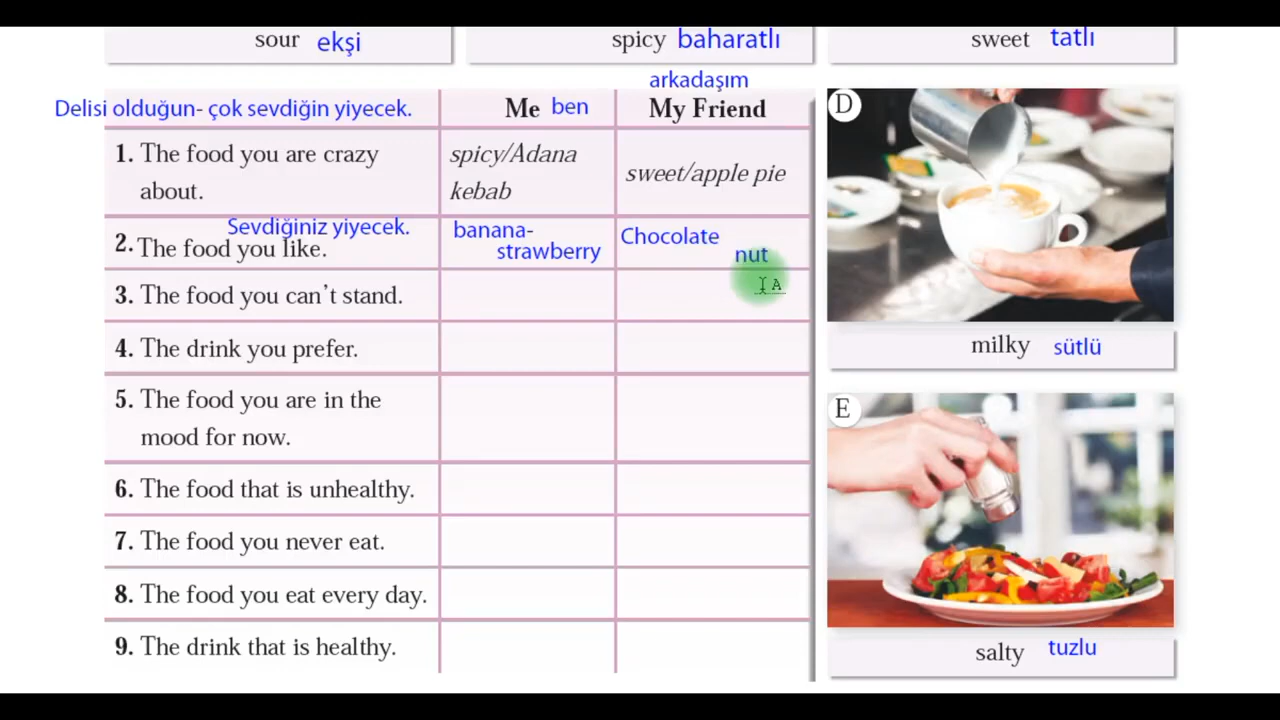 sour ekşi
spicy baharatlı
sweet tatlı
arkadaşım
Delisi olduğun- çok sevdiğin yiyecek.
Me ben
My Friend
1. The food you are crazy
about.
spicy/Adana
kebab
sweet/apple pie
Sevdiğiniz yiyecek.
2. The food you like.
banana-
strawberry
Chocolate
nut
3. The food you can't stand.
4. The drink you prefer.
5. The food you are in the
mood for now.
6. The food that is unhealthy.
7. The food you never eat.
8. The food you eat every day.
9. The drink that is healthy.
D
milky sütlü
E
salty tuzlu